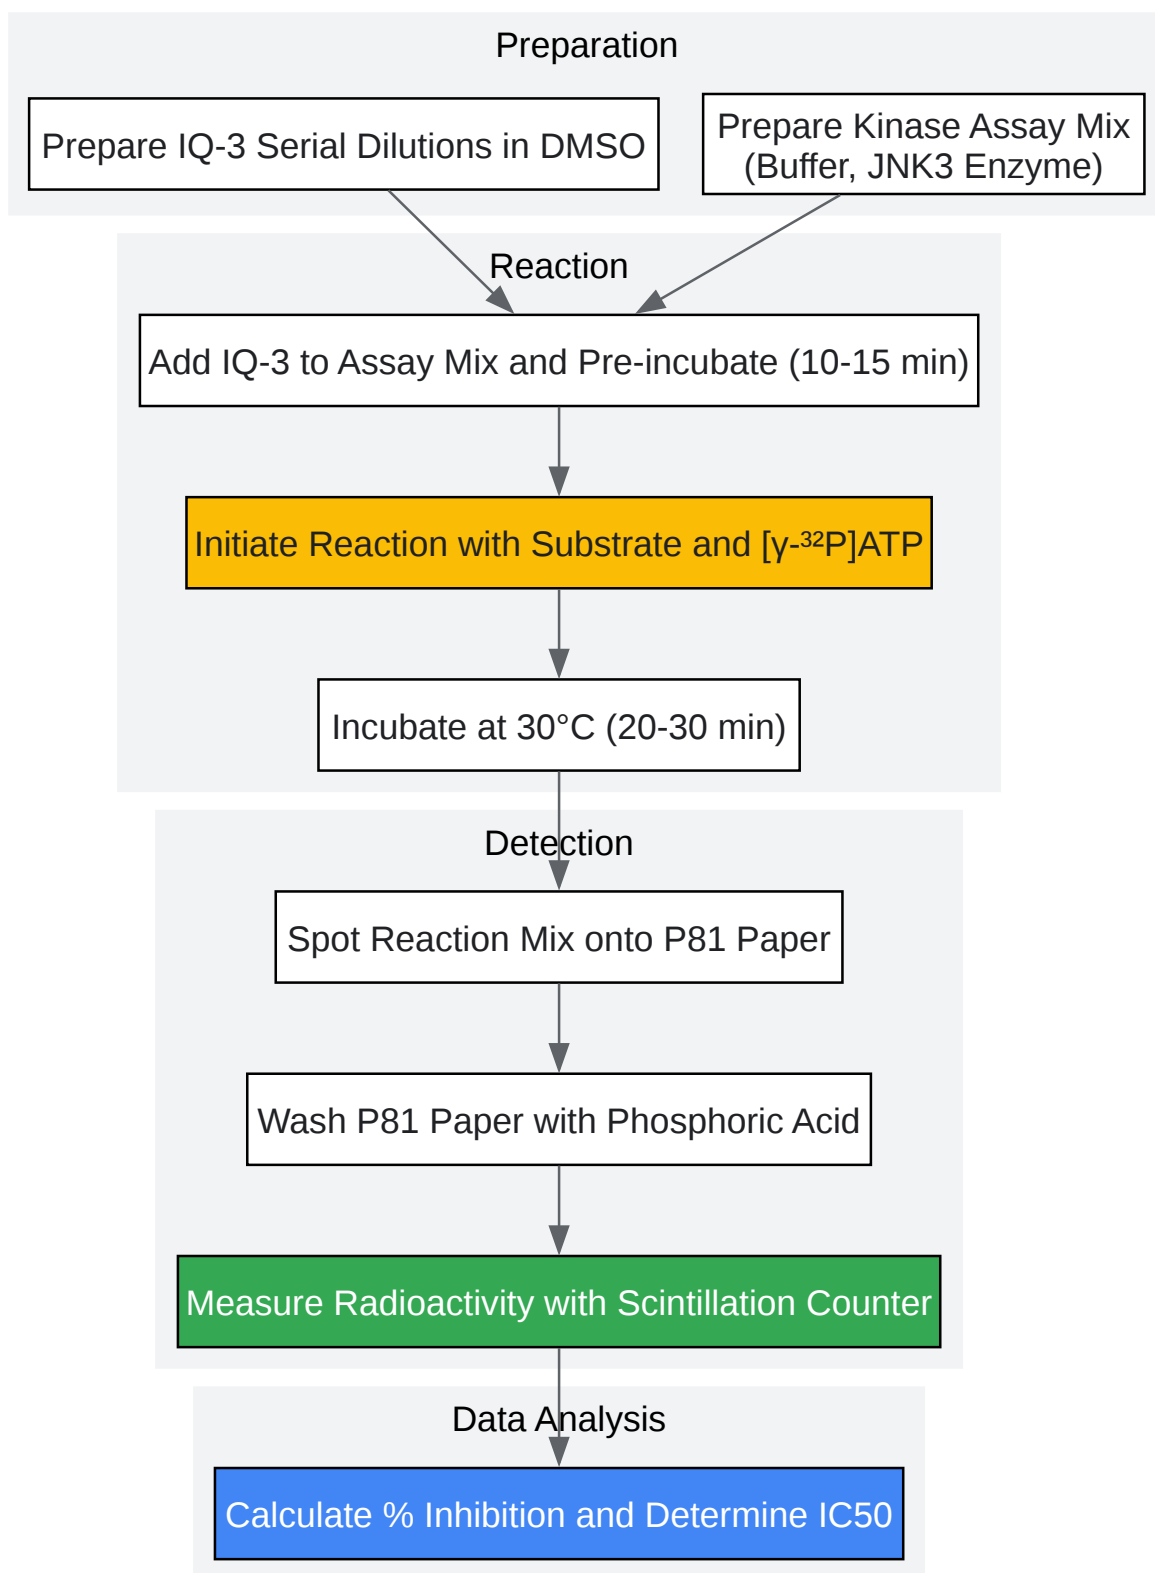 Preparation
Prepare IQ-3 Serial Dilutions in DMSO
Prepare Kinase Assay Mix
(Buffer, JNK3 Enzyme)
Reaction
Add IQ-3 to Assay Mix and Pre-incubate (10-15 min)
Initiate Reaction with Substrate and [γ-³²P]ATP
Incubate at 30°C (20-30 min)
Detection
Spot Reaction Mix onto P81 Paper
Wash P81 Paper with Phosphoric Acid
Measure Radioactivity with Scintillation Counter
Data Analysis
Calculate % Inhibition and Determine IC50